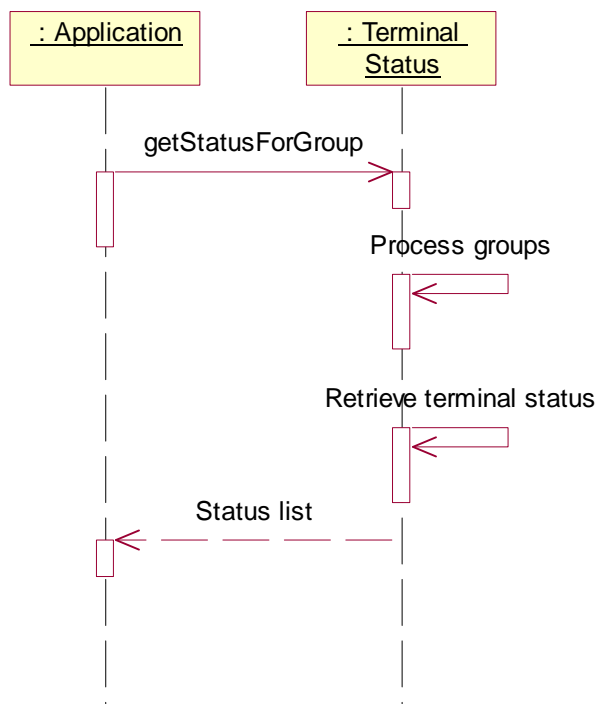 : Application
: Terminal
Status
getStatusForGroup
Process groups
Retrieve terminal status
Status list